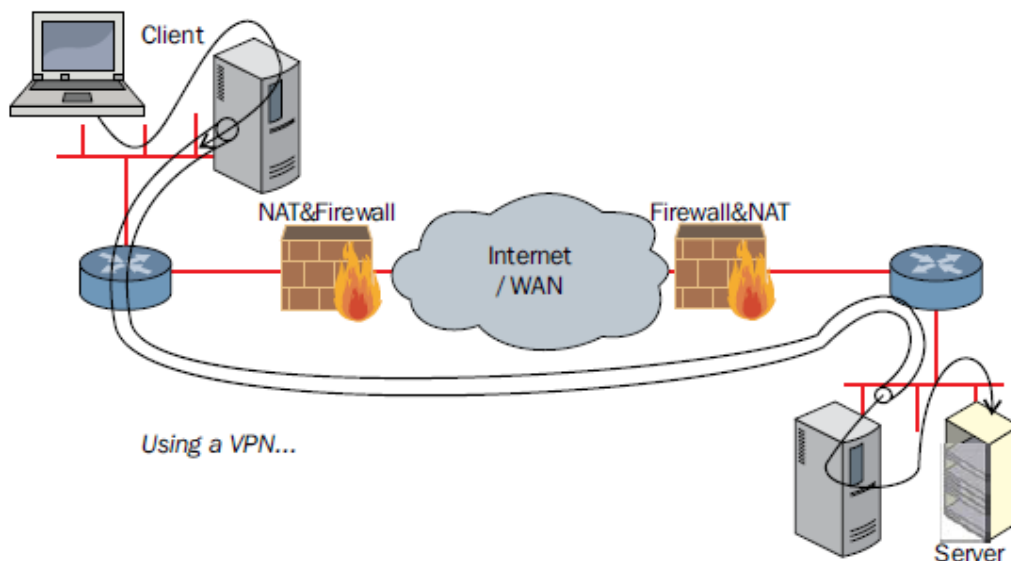 Client
NAT&Firewall
Firewall&NAT
Internet
/ WAN
Using a VPN...
Server